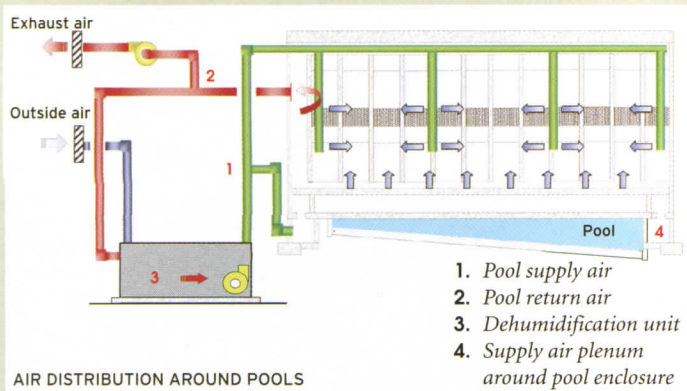 Exhaust air
2
Outside air
1
Pool
4
3
1. Pool supply air
2. Pool return air
3. Dehumidification unit
4. Supply air plenum
around pool enclosure
AIR DISTRIBUTION AROUND POOLS